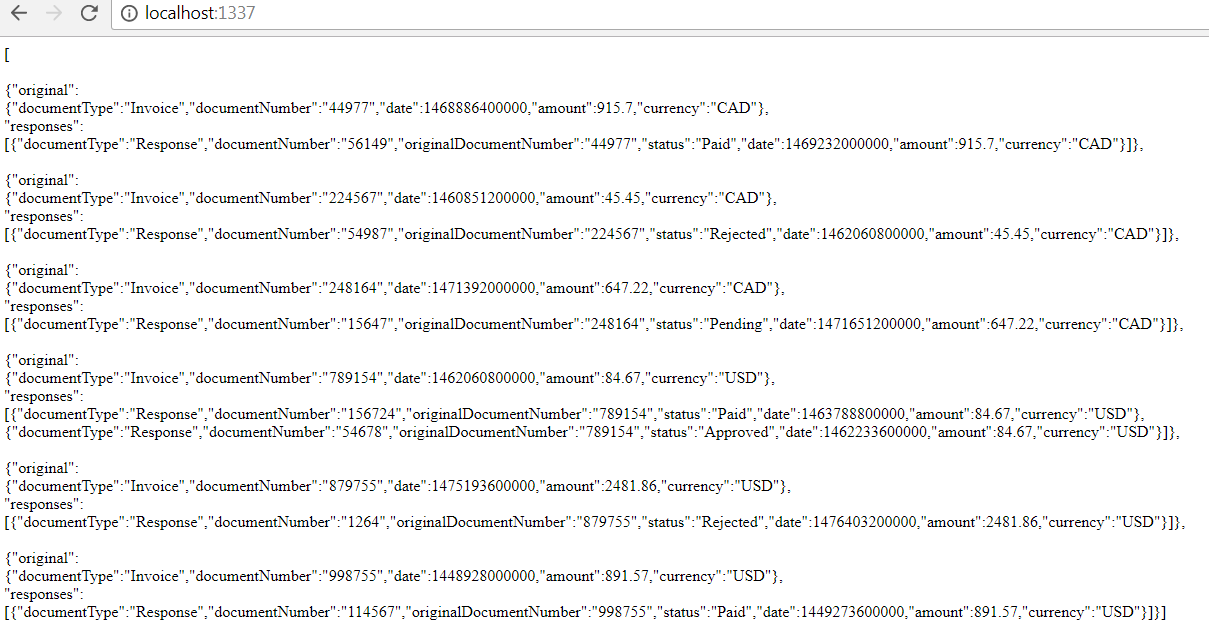 localhost:1337
[
{"original":
{"documentType":"Invoice","documentNumber":"44977","date":1468886400000,"amount":915.7,"currency":"CAD"},
"responses":
[{"documentType":"Response","documentNumber":"56149","originalDocumentNumber":"44977","status":"Paid","date":1469232000000,"amount":915.7,"currency":"CAD"}]},
{"original":
{"documentType":"Invoice","documentNumber":"224567","date":1460851200000,"amount":45.45,"currency":"CAD"},
"responses":
[{"documentType":"Response","documentNumber":"54987","originalDocumentNumber":"224567","status":"Rejected","date":1462060800000,"amount":45.45,"currency":"CAD"}]},
{"original":
{"documentType":"Invoice","documentNumber":"248164","date":1471392000000,"amount":647.22,"currency":"CAD"},
"responses":
[{"documentType":"Response","documentNumber":"15647","originalDocumentNumber":"248164","status":"Pending","date":1471651200000,"amount":647.22,"currency":"CAD"}]},
{"original":
{"documentType":"Invoice","documentNumber":"789154","date":1462060800000,"amount":84.67,"currency":"USD"},
"responses":
[{"documentType":"Response","documentNumber":"156724","originalDocumentNumber":"789154","status":"Paid","date":1463788800000,"amount":84.67,"currency":"USD"},
{"documentType":"Response","documentNumber":"54678","originalDocumentNumber":"789154","status":"Approved","date":1462233600000,"amount":84.67,"currency":"USD"}]},
{"original":
{"documentType":"Invoice","documentNumber":"879755","date":1475193600000,"amount":2481.86,"currency":"USD"},
"responses":
[{"documentType":"Response","documentNumber":"1264","originalDocumentNumber":"879755","status":"Rejected","date":1476403200000,"amount":2481.86,"currency":"USD"}]},
{"original":
{"documentType":"Invoice","documentNumber":"998755","date":1448928000000,"amount":891.57,"currency":"USD"},
"responses":
[{"documentType":"Response","documentNumber":"114567","originalDocumentNumber":"998755","status":"Paid","date":1449273600000,"amount":891.57,"currency":"USD"}]}]